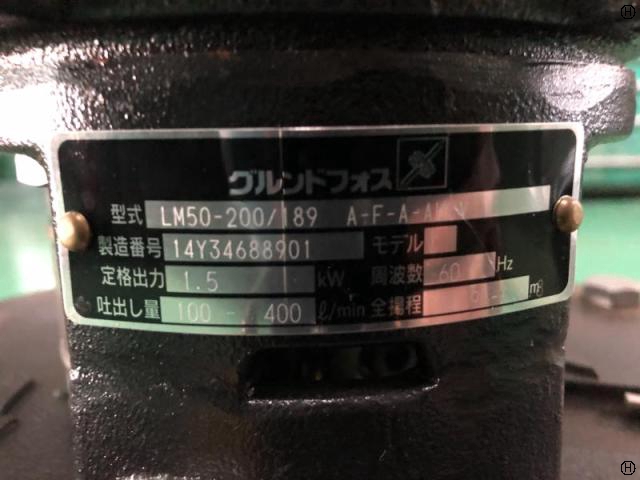 グルンドフォス
型式 LM50-200/189 A-F-A-A
製造番号 14Y34688901 モデル
定格出力 1.5 kW 周波数 60 Hz
吐出し量 100 - 400 ℓ/min 全揚程 m